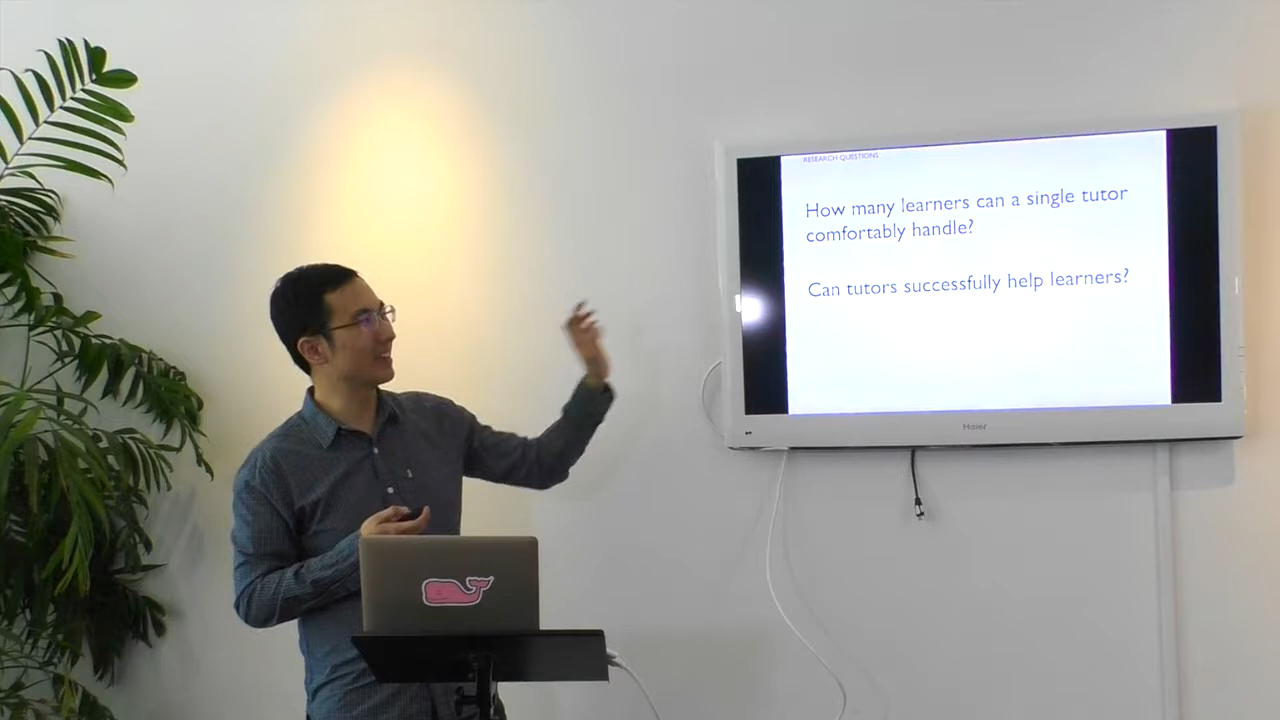 RESEARCH QUESTIONS
How many learners can a single tutor
comfortably handle?
Can tutors successfully help learners?
Haier